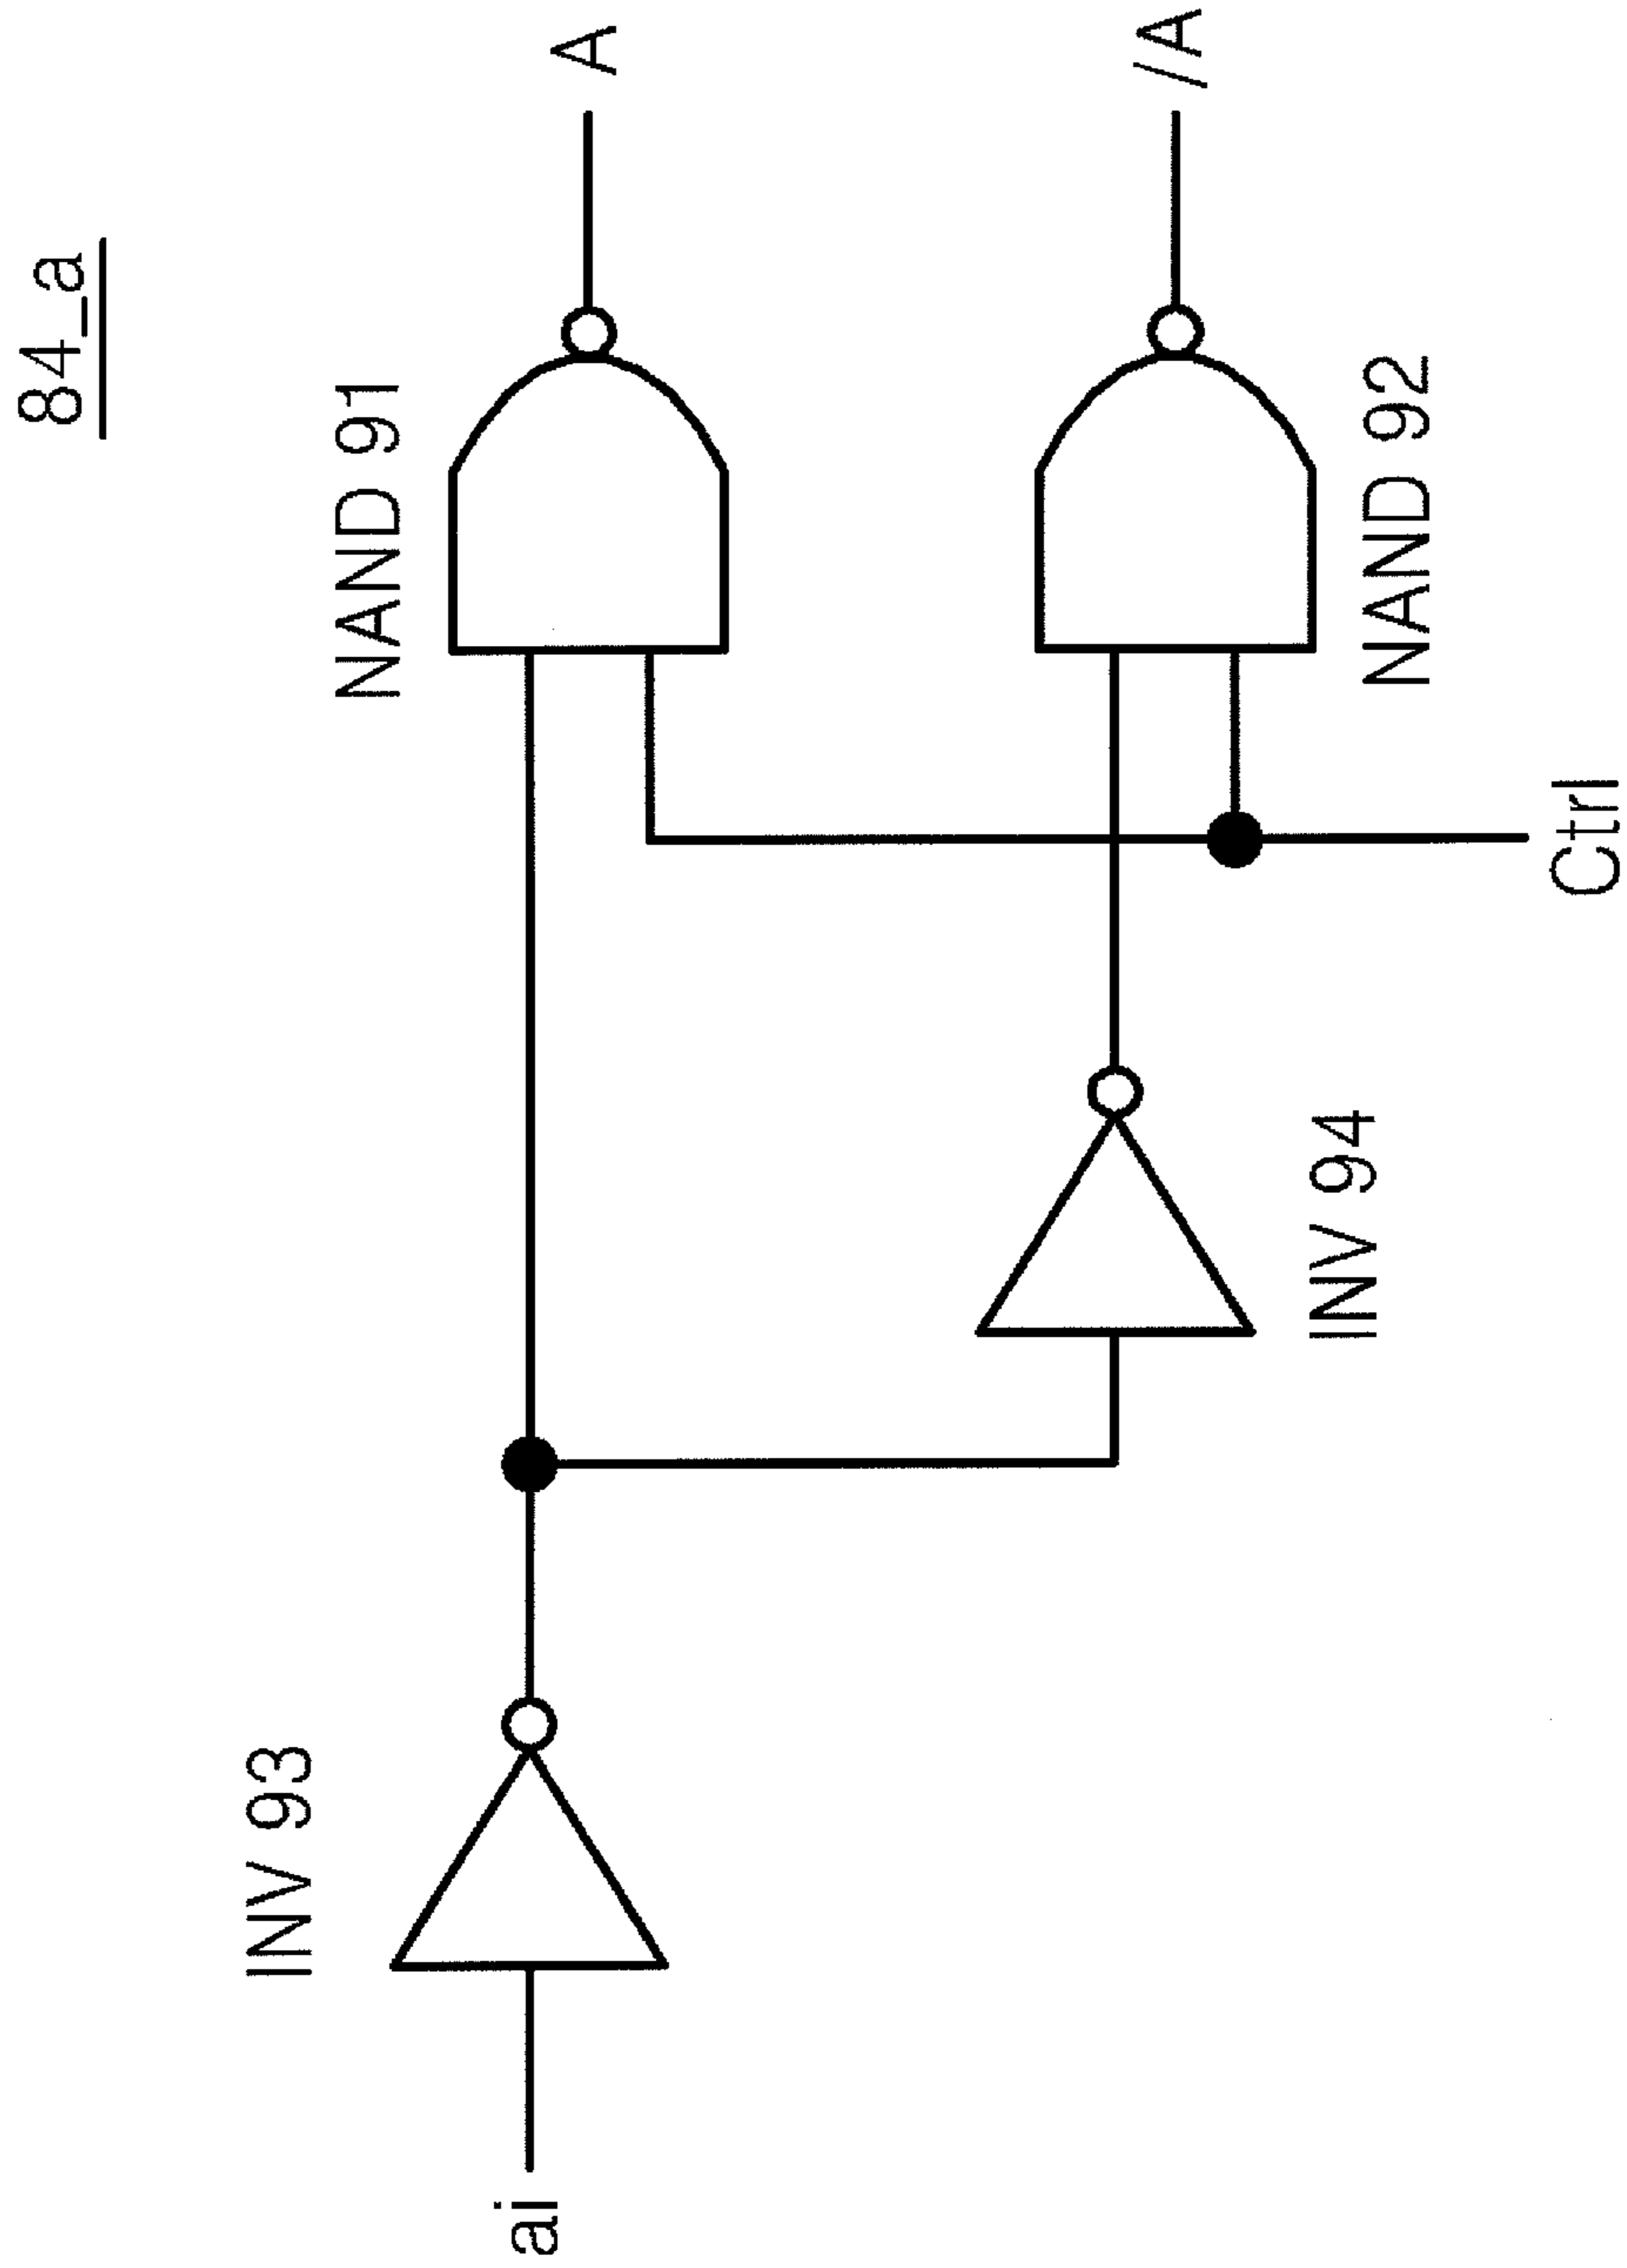 84_a
NAND 91
A
INV 93
ai
INV 94
NAND 92
/A
Ctrl